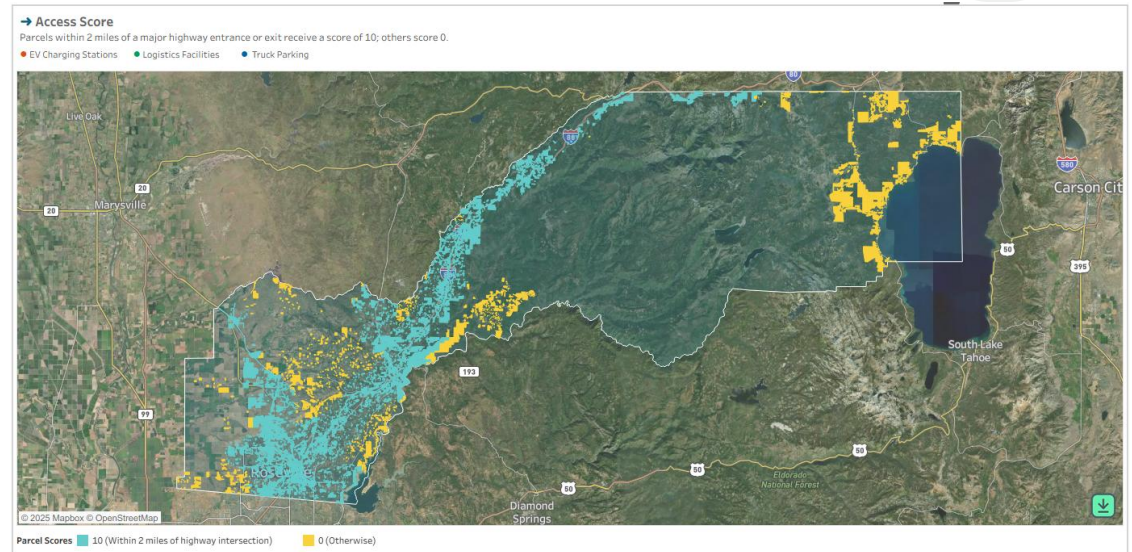 → Access Score
Parcels within 2 miles of a major highway entrance or exit receive a score of 10; others score 0.
EV Charging Stations Logistics Facilities Truck Parking
80
Live Oak
80
580
20
Carson Cit
Marysville
20
50
395
South Lake
Tahoe
193
99
50
50
Eldorado
National Forest
50
Diamond
Springs
© 2025 Mapbox © OpenStreetMap
Parcel Scores 10 (Within 2 miles of highway intersection) 0 (Otherwise)